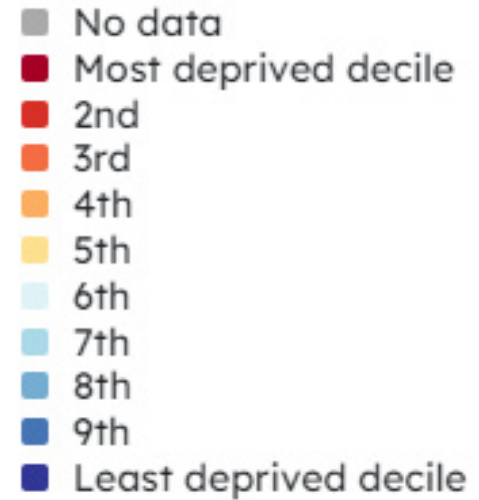 No data
Most deprived decile
2nd
3rd
4th
5th
6th
7th
8th
9th
Least deprived decile